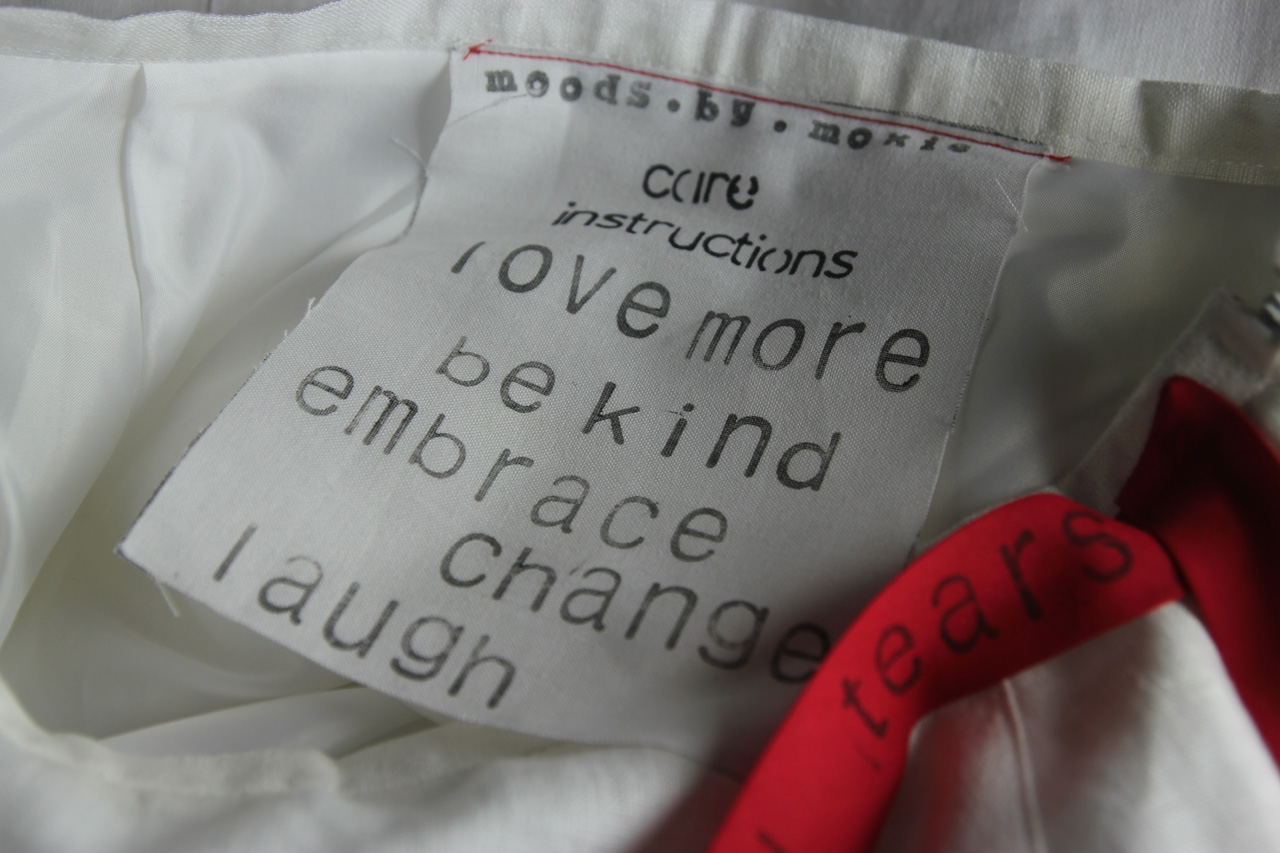 moods.by.moxie
care
instructions
love more
be kind
embrace
change
laugh
tears